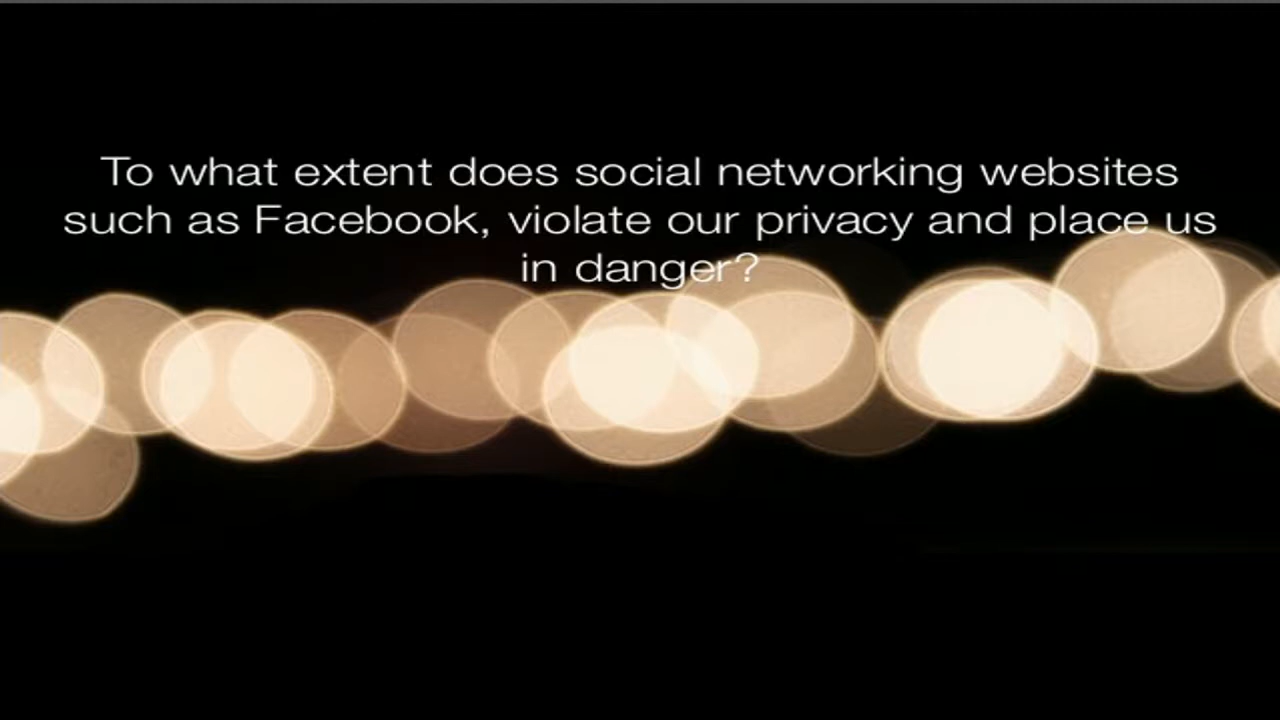 To what extent does social networking websites
such as Facebook, violate our privacy and place us
in danger?